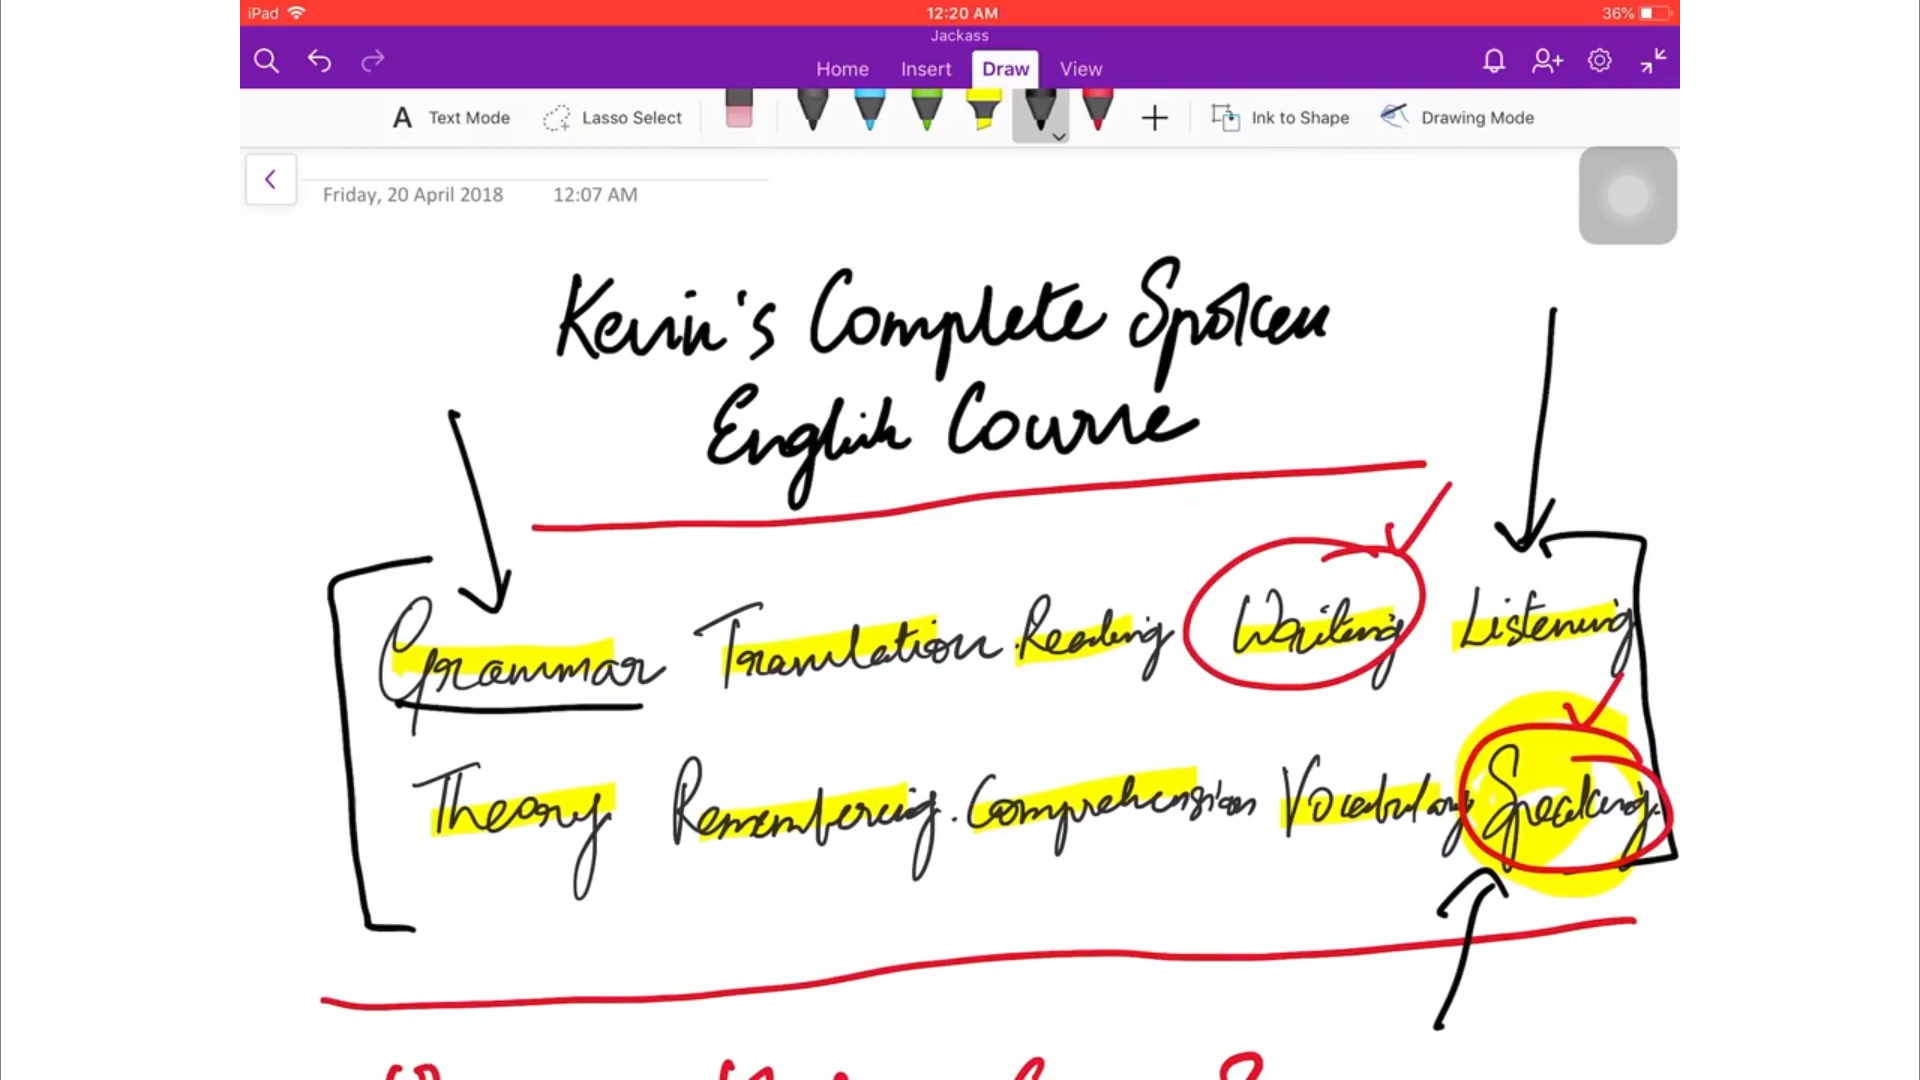 iPad 12:20 AM 36%
Jackass
Home Insert Draw View
A Text Mode Lasso Select Ink to Shape Drawing Mode
Friday, 20 April 2018 12:07 AM
Kevin's Complete Spoken
English Course
Grammar Translation Reading Writing Listening
Theory Remembering Comprehension Vocabulary Speaking